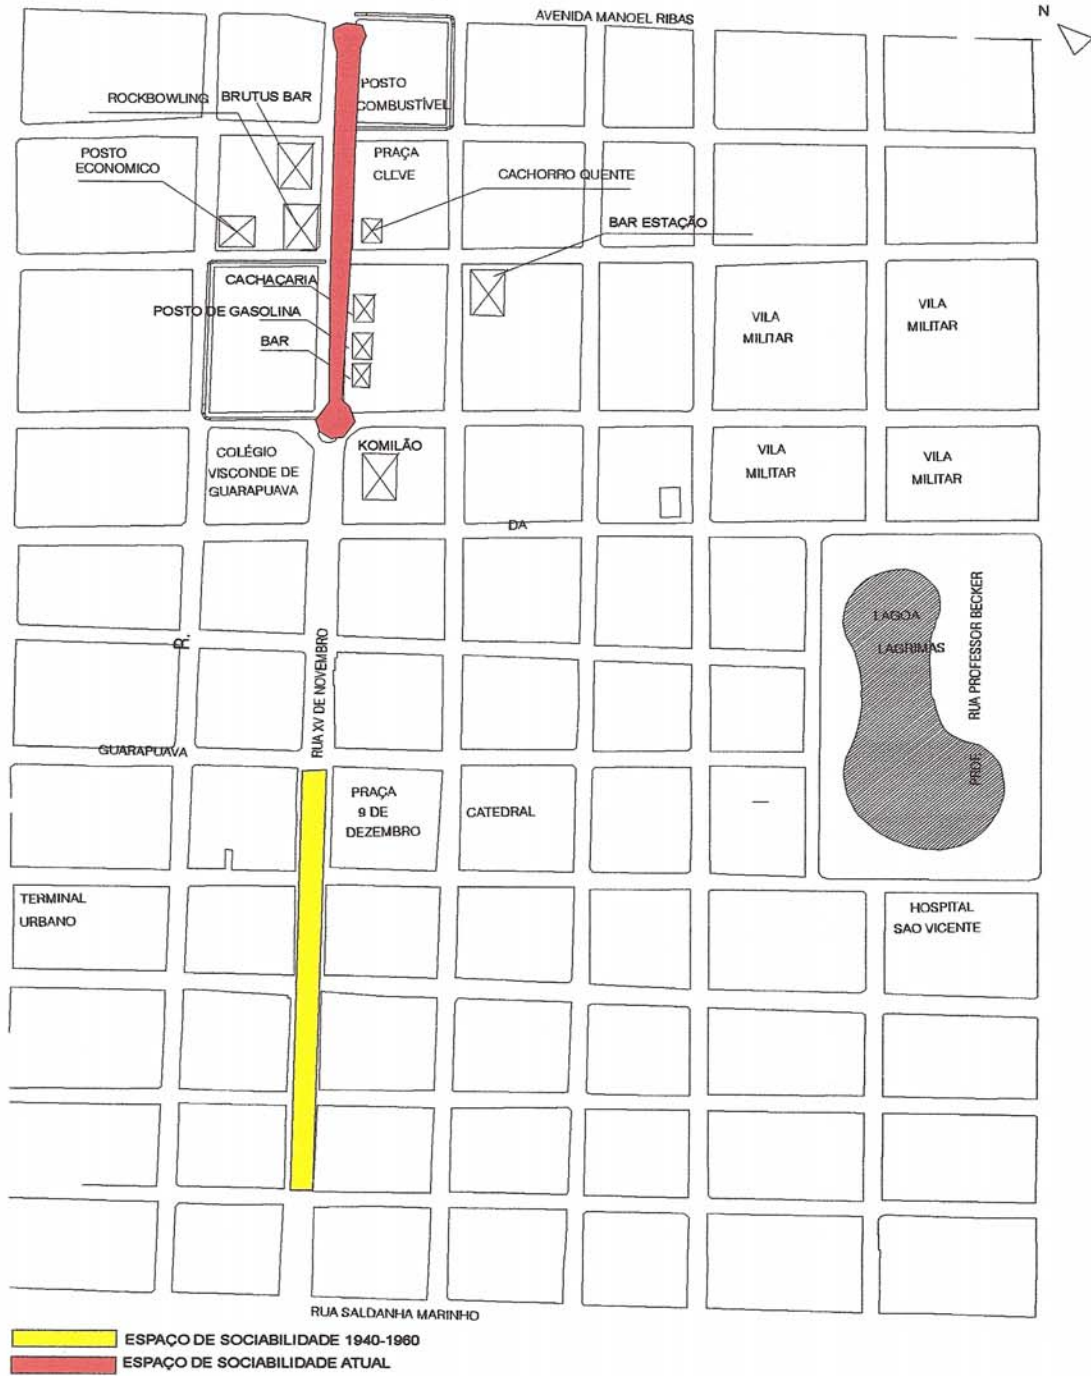 AVENIDA MANOEL RIBAS
N
POSTO
COMBUSTÍVEL
ROCKBOWLING
BRUTUS BAR
POSTO
ECONOMICO
PRAÇA
CLEVE
CACHORRO QUENTE
BAR ESTAÇÃO
CACHAÇARIA
POSTO DE GASOLINA
BAR
VILA
MILITAR
VILA
MILITAR
COLÉGIO
VISCONDE DE
GUARAPUAVA
KOMILÃO
VILA
MILITAR
VILA
MILITAR
DA
LAGOA
LAGRIMAS
RUA PROFESSOR BECKER
PROF.
R.
RUA XV DE NOVEMBRO
GUARAPUAVA
PRAÇA
9 DE
DEZEMBRO
CATEDRAL
TERMINAL
URBANO
HOSPITAL
SAO VICENTE
RUA SALDANHA MARINHO
ESPAÇO DE SOCIABILIDADE 1940-1960
ESPAÇO DE SOCIABILIDADE ATUAL